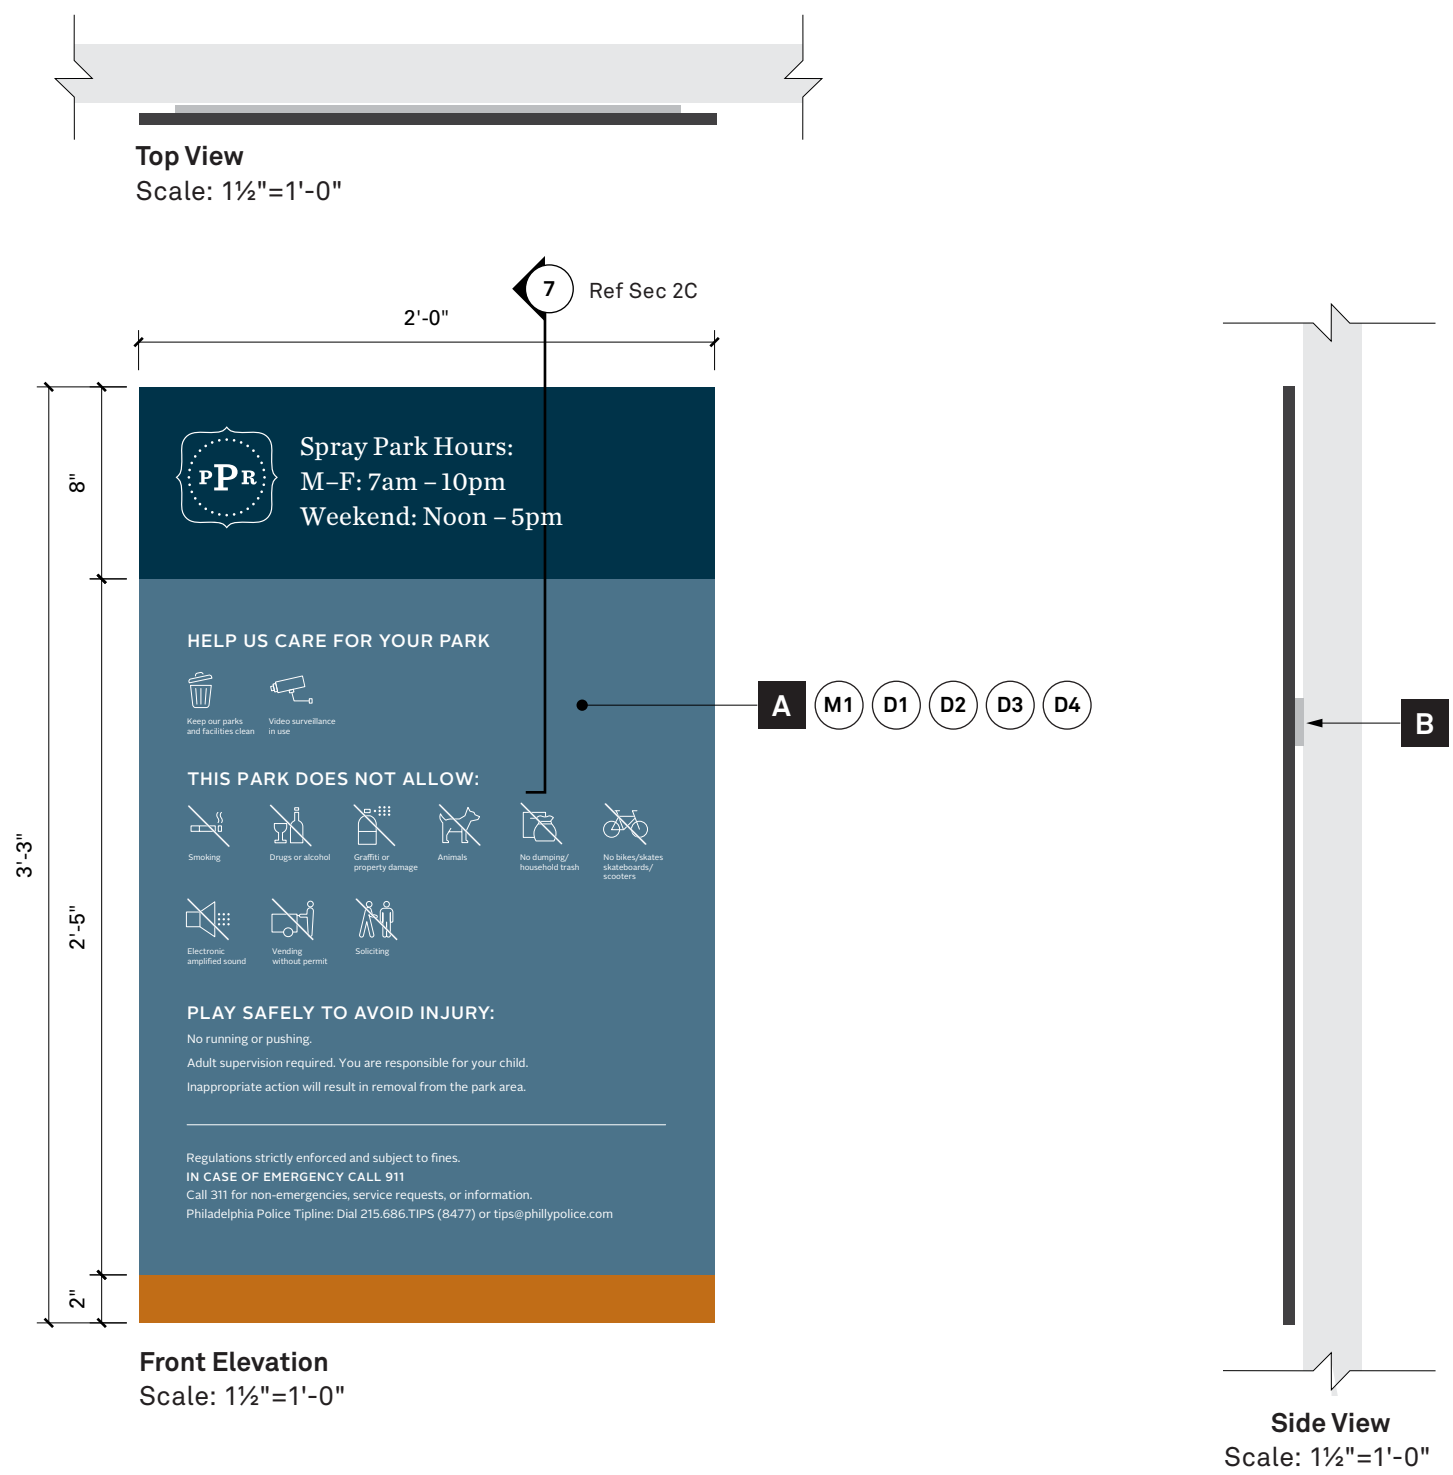 Top View
Scale: 1½"=1'-0"
7
Ref Sec 2C
2'-0"
8"
PPR
Spray Park Hours:
M–F: 7am – 10pm
Weekend: Noon – 5pm
3'-3"
2'-5"
HELP US CARE FOR YOUR PARK
Keep our parks
and facilities clean
Video surveillance
in use
A M1 D1 D2 D3 D4
B
THIS PARK DOES NOT ALLOW:
Smoking
Drugs or alcohol
Graffiti or
property damage
Animals
No dumping/
household trash
No bikes/skates
skateboards/
scooters
Electronic
amplified sound
Vending
without permit
Soliciting
PLAY SAFELY TO AVOID INJURY:
No running or pushing.
Adult supervision required. You are responsible for your child.
Inappropriate action will result in removal from the park area.
Regulations strictly enforced and subject to fines.
IN CASE OF EMERGENCY CALL 911
Call 311 for non-emergencies, service requests, or information.
Philadelphia Police Tipline: Dial 215.686.TIPS (8477) or tips@phillypolice.com
2"
Front Elevation
Scale: 1½"=1'-0"
Side View
Scale: 1½"=1'-0"